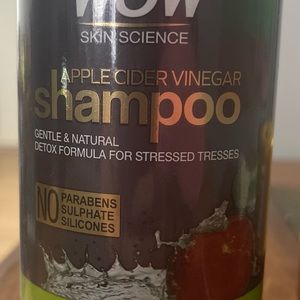 WOW
SKIN SCIENCE
APPLE CIDER VINEGAR
shampoo
GENTLE & NATURAL
DETOX FORMULA FOR STRESSED TRESSES
NO PARABENS
SULPHATE
SILICONES